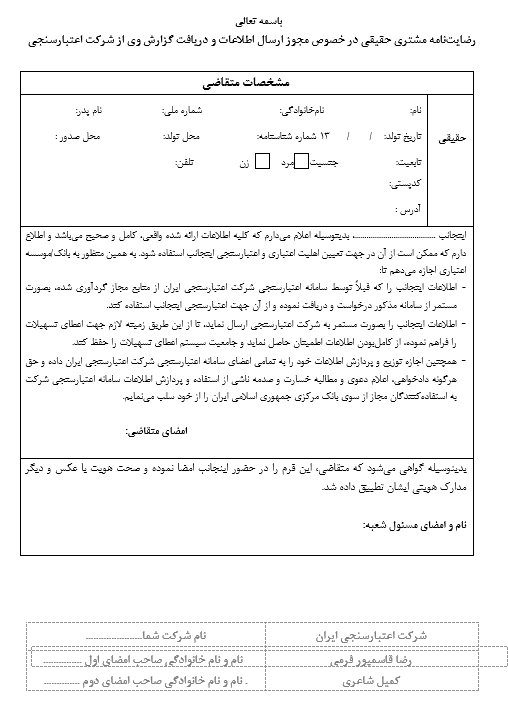 باسمه تعالی
رضایت‌نامه مشتری حقیقی در خصوص مجوز ارسال اطلاعات و دریافت گزارش وی از شرکت اعتبارسنجی
مشخصات متقاضی
حقیقی
نام: نام‌خانوادگی: شماره ملی: نام پدر:
تاریخ تولد: / / ۱۳ شماره شناسنامه: محل تولد: محل صدور :
تابعیت: جنسیت: مرد زن تلفن:
کدپستی:
آدرس :
اینجانب ........................ بدینوسیله اعلام می‌دارم که کلیه اطلاعات ارائه شده واقعی، کامل و صحیح می‌باشد و اطلاع
دارم که ممکن است از آن در جهت تعیین اهلیت اعتباری و اعتبارسنجی اینجانب استفاده شود. به همین منظور به بانک/موسسه
اعتباری اجازه می‌دهم تا:
- اطلاعات اینجانب را که قبلاً توسط سامانه اعتبارسنجی شرکت اعتبارسنجی ایران از منابع مجاز گردآوری شده، بصورت
مستمر از سامانه مذکور درخواست و دریافت نموده و از آن جهت اعتبارسنجی اینجانب استفاده کند.
- اطلاعات اینجانب را بصورت مستمر به شرکت اعتبارسنجی ارسال نماید، تا از این طریق زمینه لازم جهت اعطای تسهیلات
را فراهم نموده، از کامل‌بودن اطلاعات اطمینان حاصل نماید و جامعیت سیستم اعطای تسهیلات را حفظ کند.
- همچنین اجازه توزیع و پردازش اطلاعات خود را به تمامی اعضای سامانه اعتبارسنجی شرکت اعتبارسنجی ایران داده و حق
هرگونه دادخواهی، اعلام دعوی و مطالبه خسارت و صدمه ناشی از استفاده و پردازش اطلاعات سامانه اعتبارسنجی شرکت
به استفاده‌کنندگان مجاز از سوی بانک مرکزی جمهوری اسلامی ایران را از خود سلب می‌نمایم.
امضای متقاضی:
بدینوسیله گواهی می‌شود که متقاضی، این فرم را در حضور اینجانب امضا نموده و صحت هویت با عکس و دیگر
مدارک هویتی ایشان تطبیق داده شد.
نام و امضای مسئول شعبه:
شرکت اعتبارسنجی ایران نام شرکت شما......................
رضا قاسمپور فرمی نام و نام خانوادگی صاحب امضای اول ...............
کمیل شاعری . نام و نام خانوادگی صاحب امضای دوم ..............